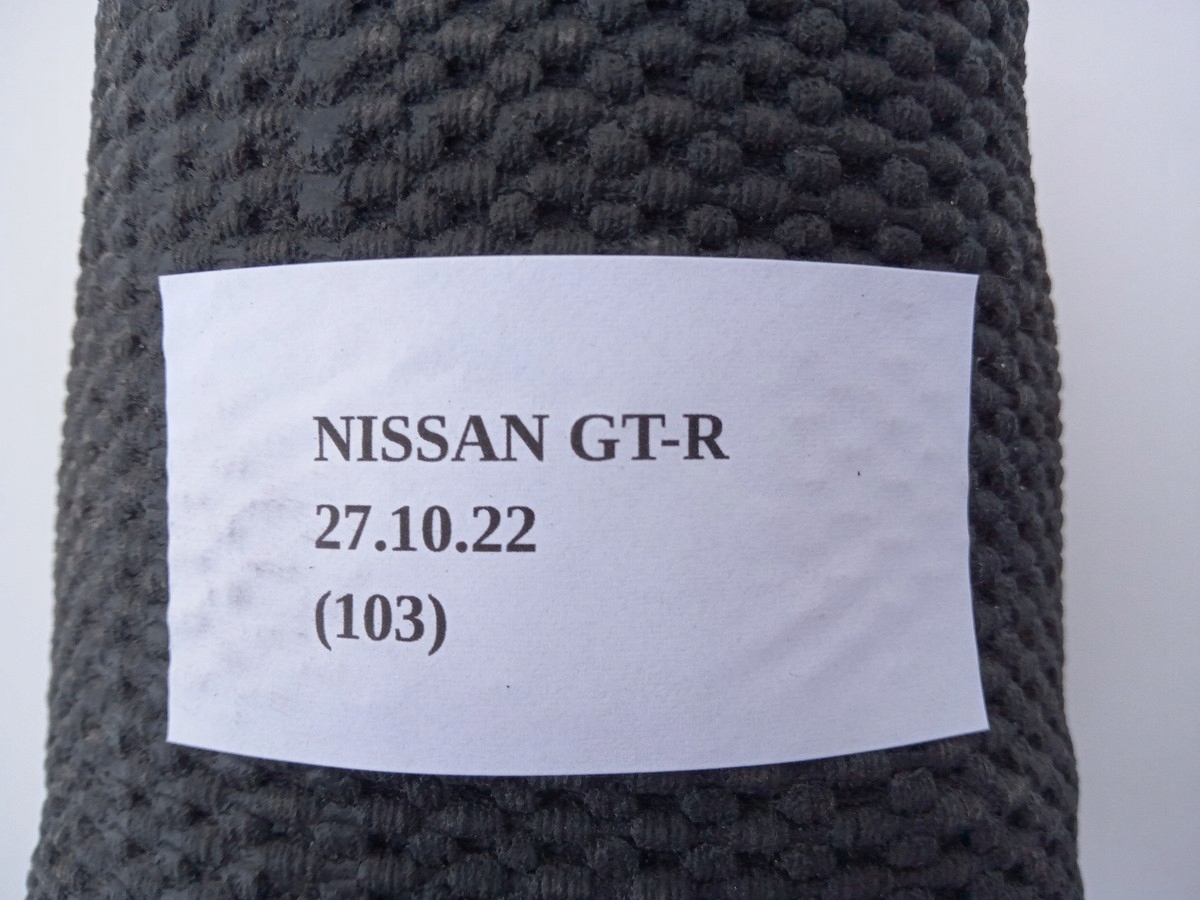 NISSAN GT-R
27.10.22
(103)